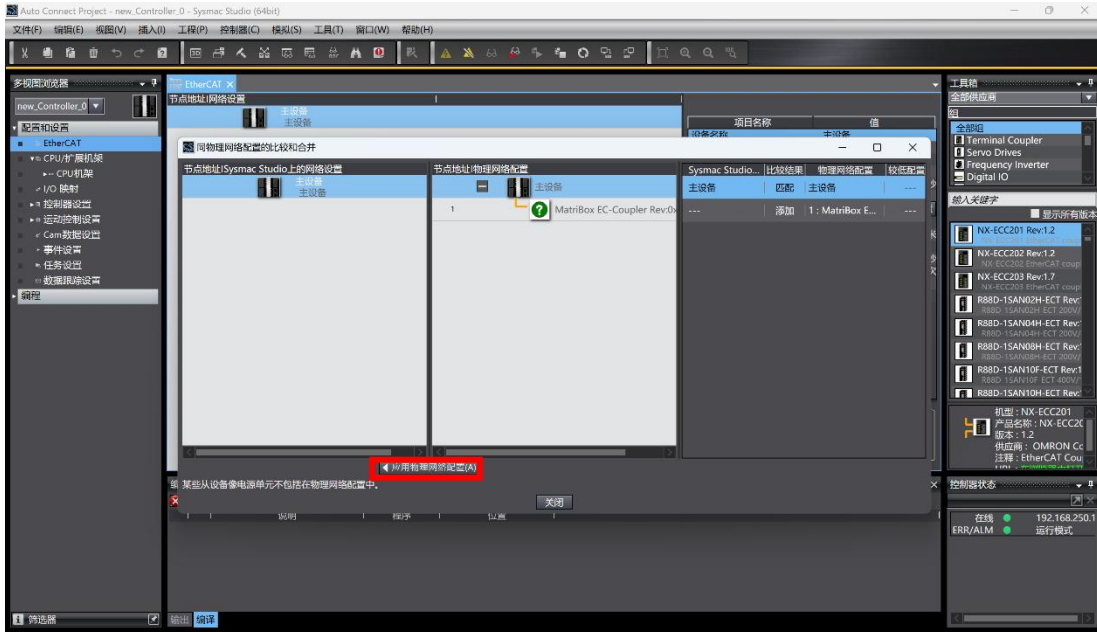 Auto Connect Project - new_Controller_0 - Sysmac Studio (64bit)
文件(F) 编辑(E) 视图(V) 插入(I) 工程(P) 控制器(C) 模拟(S) 工具(T) 窗口(W) 帮助(H)
多视图浏览器
new_Controller_0
配置和设置
EtherCAT
CPU/扩展机架
CPU机架
I/O 映射
控制器设置
运动控制设置
Cam数据设置
事件设置
任务设置
数据跟踪设置
编程
筛选器
EtherCAT
节点地址|网络设置
主设备
主设备
项目名称 值
设备名称 主设备
同物理网络配置的比较和合并
节点地址|Sysmac Studio上的网络设置
主设备
主设备
节点地址|物理网络配置
主设备
1 MatriBox EC-Coupler Rev:0x
Sysmac Studio... 比较结果 物理网络配置 较低配置
主设备 匹配 主设备 ---
--- 添加 1 : MatriBox E... ---
应用物理网络配置(A)
某些从设备像电源单元不包括在物理网络配置中。
关闭
说明 程序 位置
输出 编译
工具箱
全部供应商
组
全部组
Terminal Coupler
Servo Drives
Frequency Inverter
Digital IO
输入关键字
显示所有版本
NX-ECC201 Rev:1.2
NX-ECC201 EtherCAT coup
NX-ECC202 Rev:1.2
NX-ECC202 EtherCAT coup
NX-ECC203 Rev:1.7
NX-ECC203 EtherCAT coup
R88D-1SAN02H-ECT Rev:
R88D-1SAN02H-ECT 200V/
R88D-1SAN04H-ECT Rev:
R88D-1SAN04H-ECT 200V/
R88D-1SAN08H-ECT Rev:
R88D-1SAN08H-ECT 200V/
R88D-1SAN10F-ECT Rev:1
R88D-1SAN10F-ECT 400V/
R88D-1SAN10H-ECT Rev:
机型 : NX-ECC201
产品名称 : NX-ECC20
版本 : 1.2
供应商 : OMRON Co
注释 : EtherCAT Cou
控制器状态
在线 192.168.250.1
ERR/ALM 运行模式